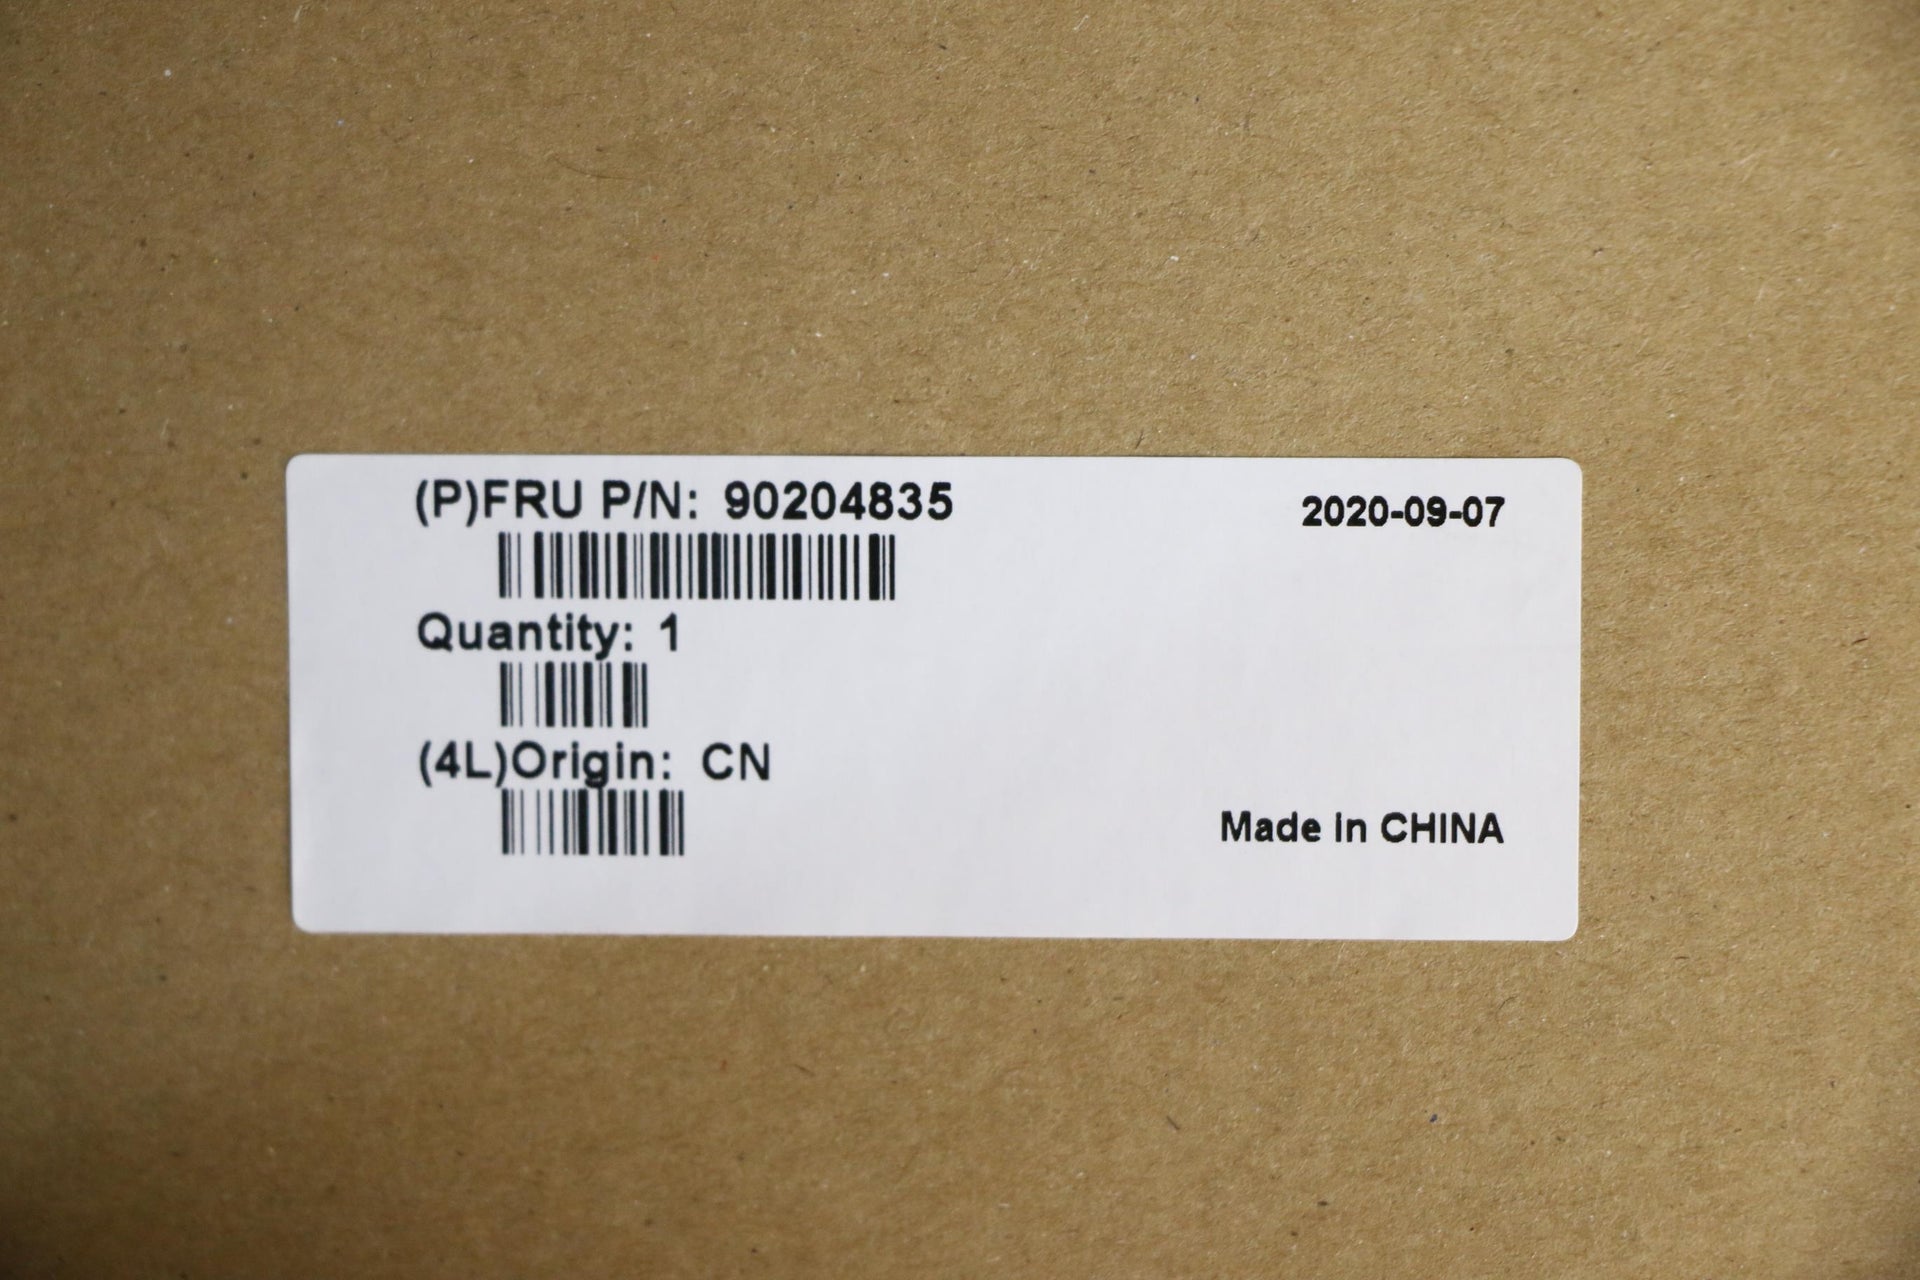 (P)FRU P/N: 90204835
2020-09-07
Quantity: 1
(4L)Origin: CN
Made in CHINA